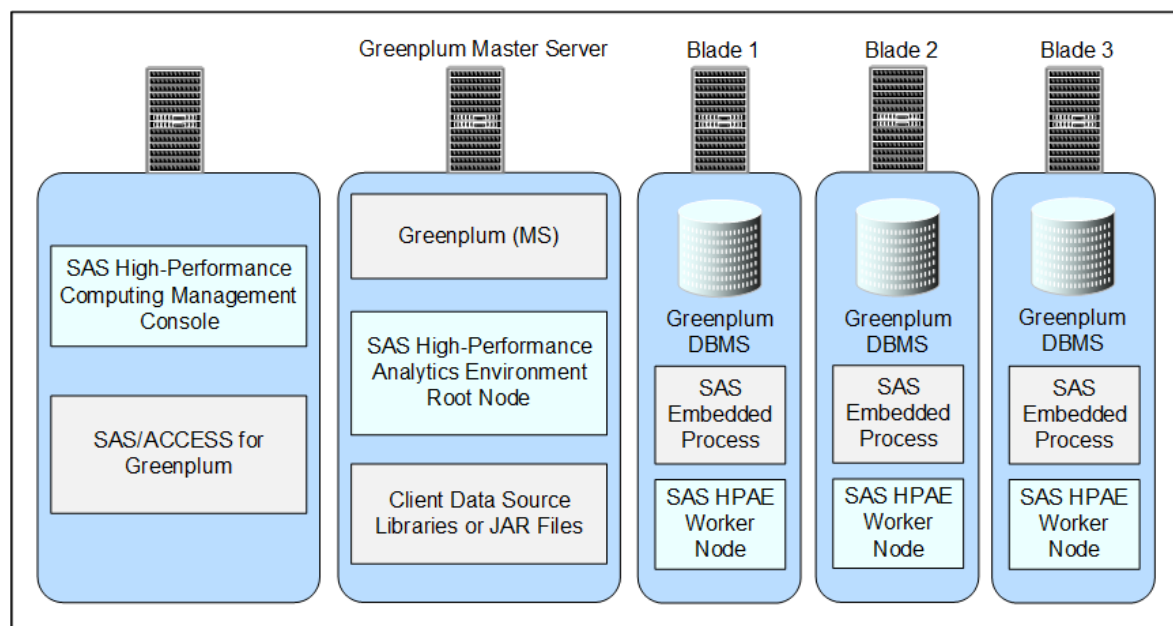 Greenplum Master Server
Blade 1
Blade 2
Blade 3
SAS High-Performance
Computing Management
Console
SAS/ACCESS for
Greenplum
Greenplum (MS)
SAS High-Performance
Analytics Environment
Root Node
Client Data Source
Libraries or JAR Files
Greenplum
DBMS
SAS
Embedded
Process
SAS HPAE
Worker
Node
Greenplum
DBMS
SAS
Embedded
Process
SAS HPAE
Worker
Node
Greenplum
DBMS
SAS
Embedded
Process
SAS HPAE
Worker
Node